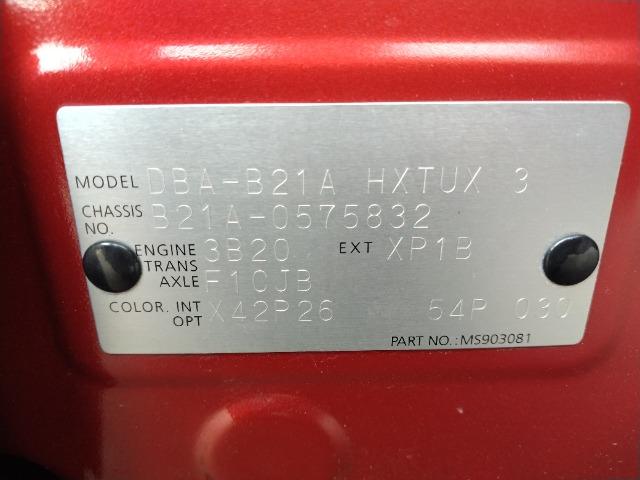 MODEL DBA-B21A HXTUX 3
CHASSIS NO. B21A-0575832
ENGINE 3B20 EXT XP1B
TRANS AXLE F1CJB
COLOR. INT OPT X42P26 54P 030
PART NO.:MS903081